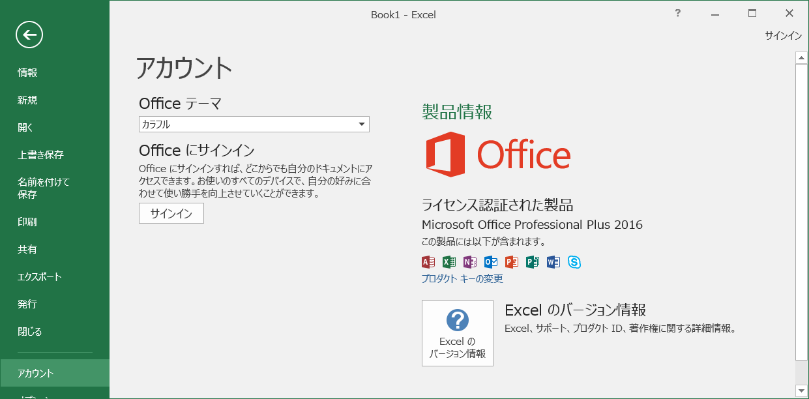 Book1 - Excel
?
サインイン
情報
新規
開く
上書き保存
名前を付けて
保存
印刷
共有
エクスポート
発行
閉じる
アカウント
アカウント
Office テーマ
カラフル
Office にサインイン
Office にサインインすれば、どこからでも自分のドキュメントにア
クセスできます。お使いのすべてのデバイスで、自分の好みに合
わせて使い勝手を向上させていくことができます。
サインイン
製品情報
Office
ライセンス認証された製品
Microsoft Office Professional Plus 2016
この製品には以下が含まれます。
A X N O P P W S
プロダクト キーの変更
?
Excel の
バージョン情報
Excel のバージョン情報
Excel、サポート、プロダクト ID、著作権に関する詳細情報。